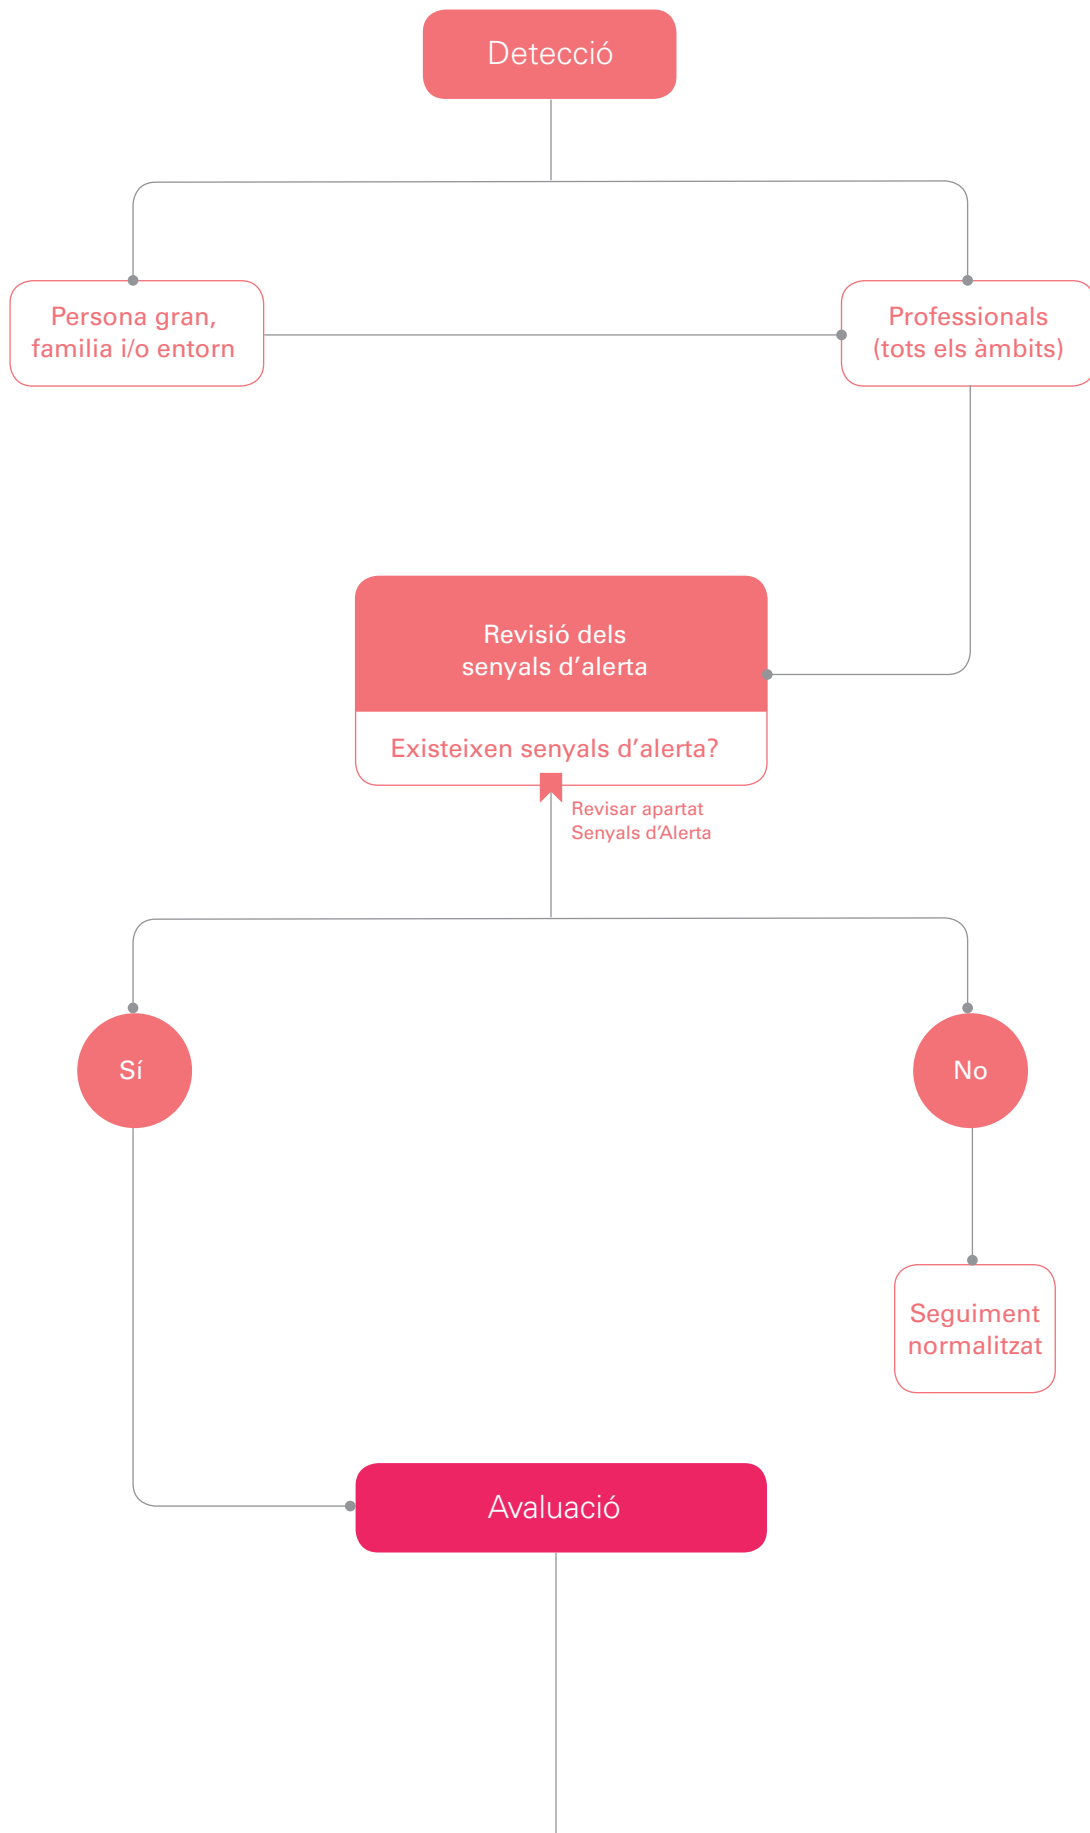 Detecció
Persona gran,
familia i/o entorn
Professionals
(tots els àmbits)
Revisió dels
senyals d’alerta
Existeixen senyals d’alerta?
Revisar apartat
Senyals d’Alerta
Sí
No
Seguiment
normalitzat
Avaluació